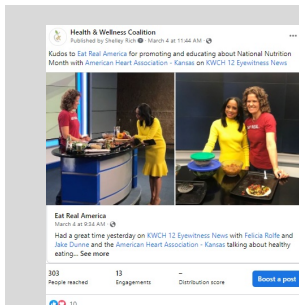 Health & Wellness Coalition
Published by Shelley Rich · March 4 at 11:44 AM ·
Kudos to Eat Real America for promoting and educating about National Nutrition
Month with American Heart Association - Kansas on KWCH 12 Eyewitness News
Eat Real America
March 4 at 9:34 AM ·
Had a great time yesterday on KWCH 12 Eyewitness News with Felicia Rolfe and
Jake Dunne and the American Heart Association - Kansas talking about healthy
eating... See more
303
13
–
People reached
Engagements
Distribution score
Boost a post
10